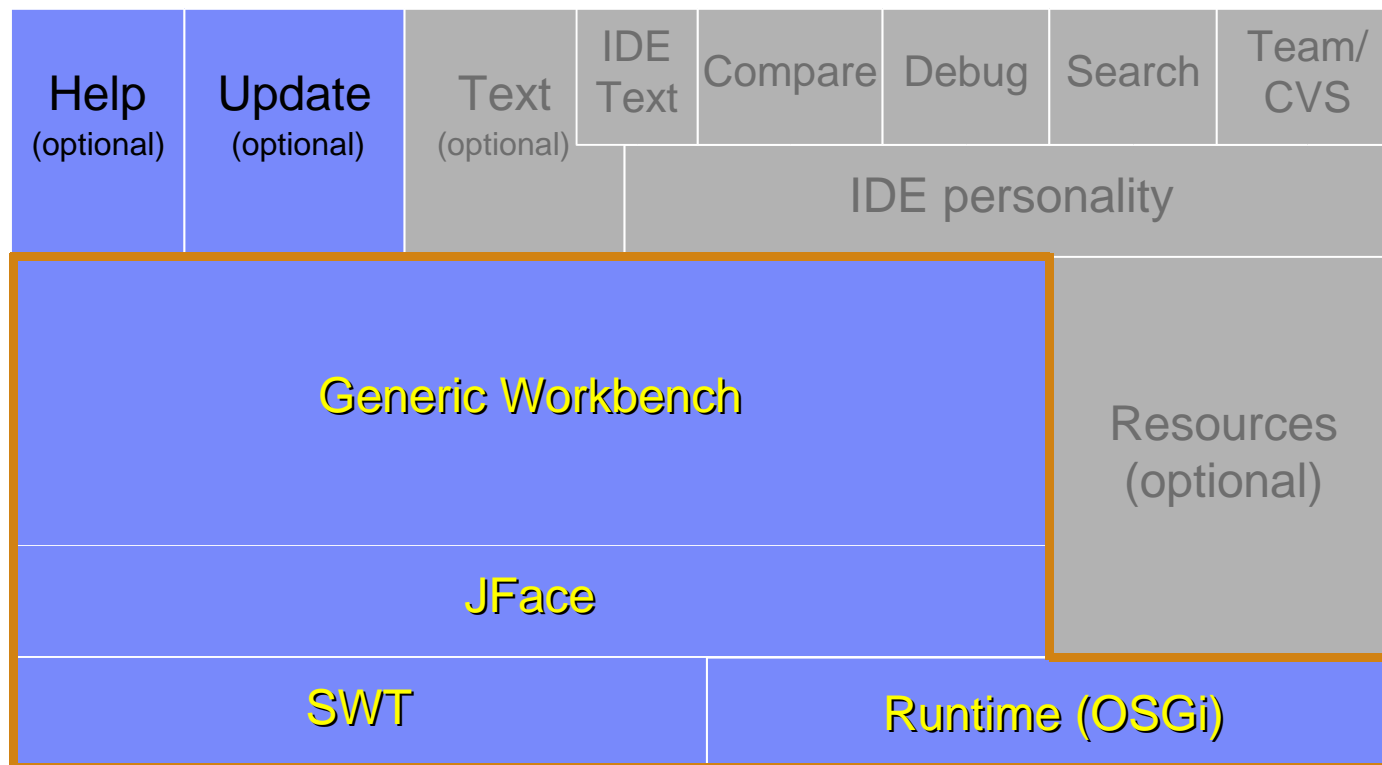 Help
(optional)
Update
(optional)
Text
(optional)
IDE
Text
Compare
Debug
Search
Team/
CVS
IDE personality
Generic Workbench
Resources
(optional)
JFace
SWT
Runtime (OSGi)